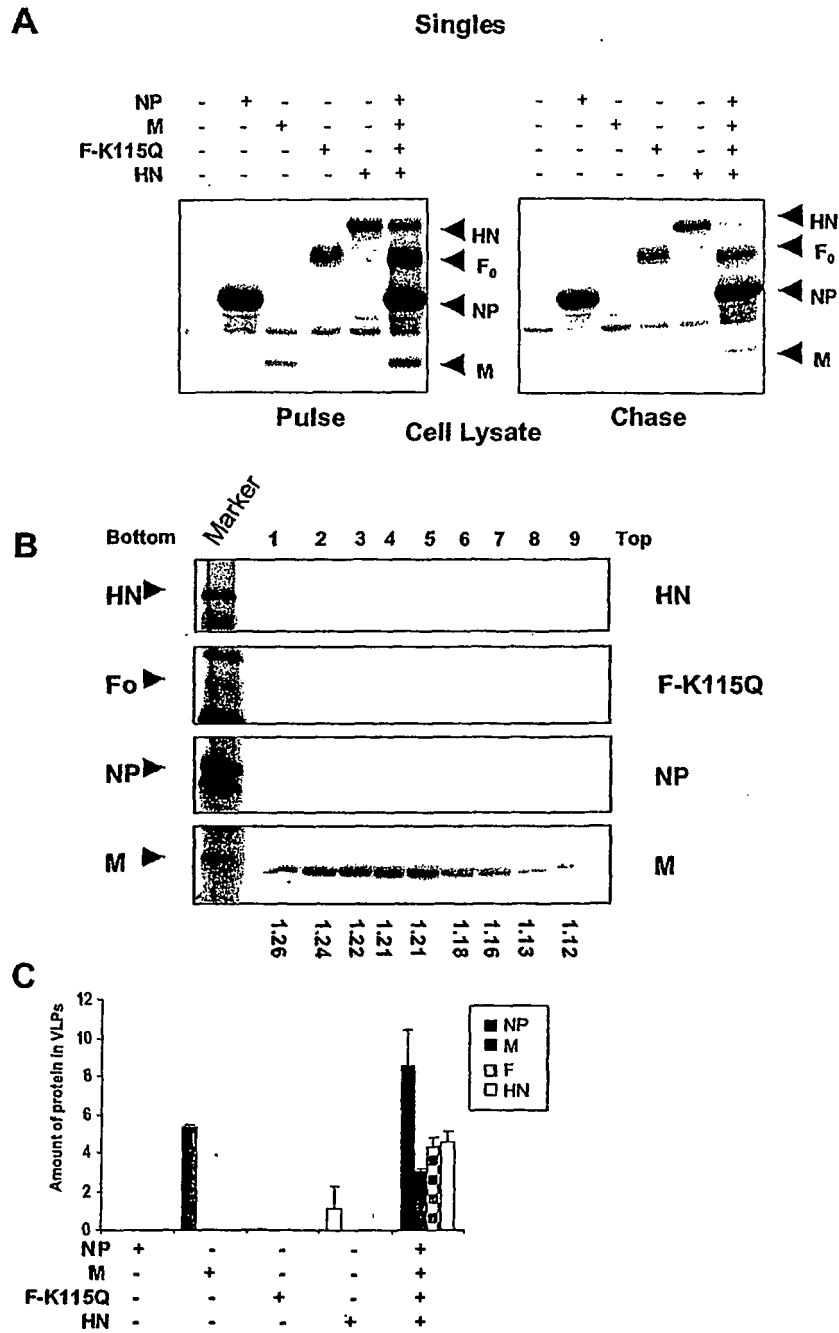 A
Singles
NP - + - - - + - + - - - +
M - - + - - + - - + - - +
F-K115Q - - - + - + - - - + - +
HN - - - - + + - - - - + +
HN HN
F0 F0
NP NP
M M
Pulse Chase
Cell Lysate
B
Bottom Marker 1 2 3 4 5 6 7 8 9 Top
HN HN
Fo F-K115Q
NP NP
M M
1.26 1.24 1.22 1.21 1.21 1.18 1.16 1.13 1.12
C
Amount of protein in VLPs
12
10
8
6
4
2
0
NP
M
F
HN
NP + - - - +
M - + - - +
F-K115Q - - + - +
HN - - - + +